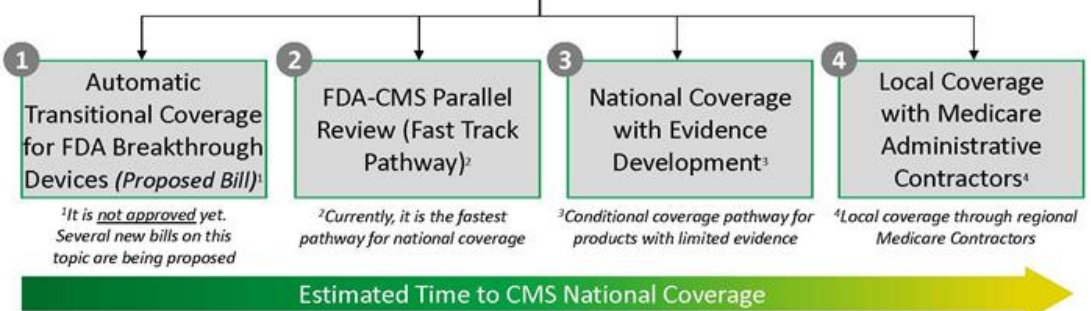 1
Automatic
Transitional Coverage
for FDA Breakthrough
Devices (Proposed Bill)¹
¹It is not approved yet.
Several new bills on this
topic are being proposed
2
FDA-CMS Parallel
Review (Fast Track
Pathway)²
²Currently, it is the fastest
pathway for national coverage
3
National Coverage
with Evidence
Development³
³Conditional coverage pathway for
products with limited evidence
4
Local Coverage
with Medicare
Administrative
Contractors⁴
⁴Local coverage through regional
Medicare Contractors
Estimated Time to CMS National Coverage